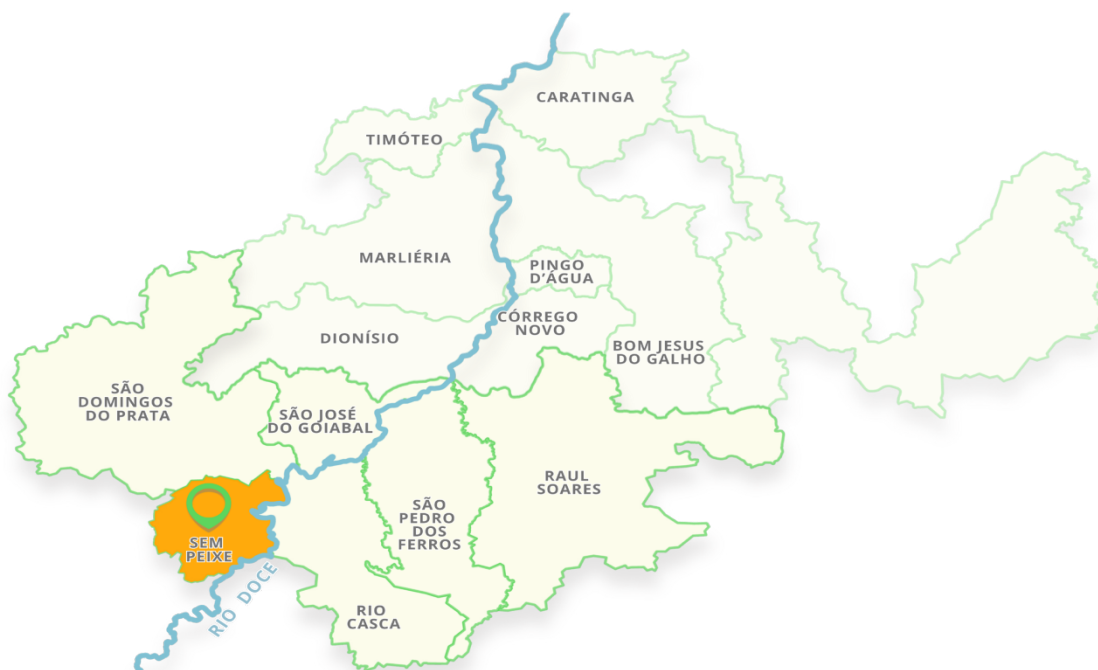 CARATINGA
TIMÓTEO
MARLIÉRIA
PINGO
D'ÁGUA
CÓRREGO
NOVO
DIONÍSIO
BOM JESUS
DO GALHO
SÃO
DOMINGOS
DO PRATA
SÃO JOSÉ
DO GOIABAL
RAUL
SOARES
SÃO
PEDRO
DOS
FERROS
SEM
PEIXE
RIO DOCE
RIO
CASCA